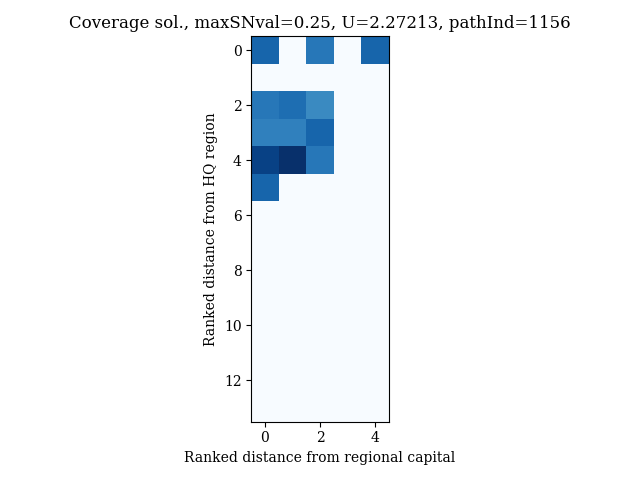 Coverage sol., maxSNval=0.25, U=2.27213, pathInd=1156
0
2
4
6
8
10
12
Ranked distance from HQ region
0 2 4
Ranked distance from regional capital